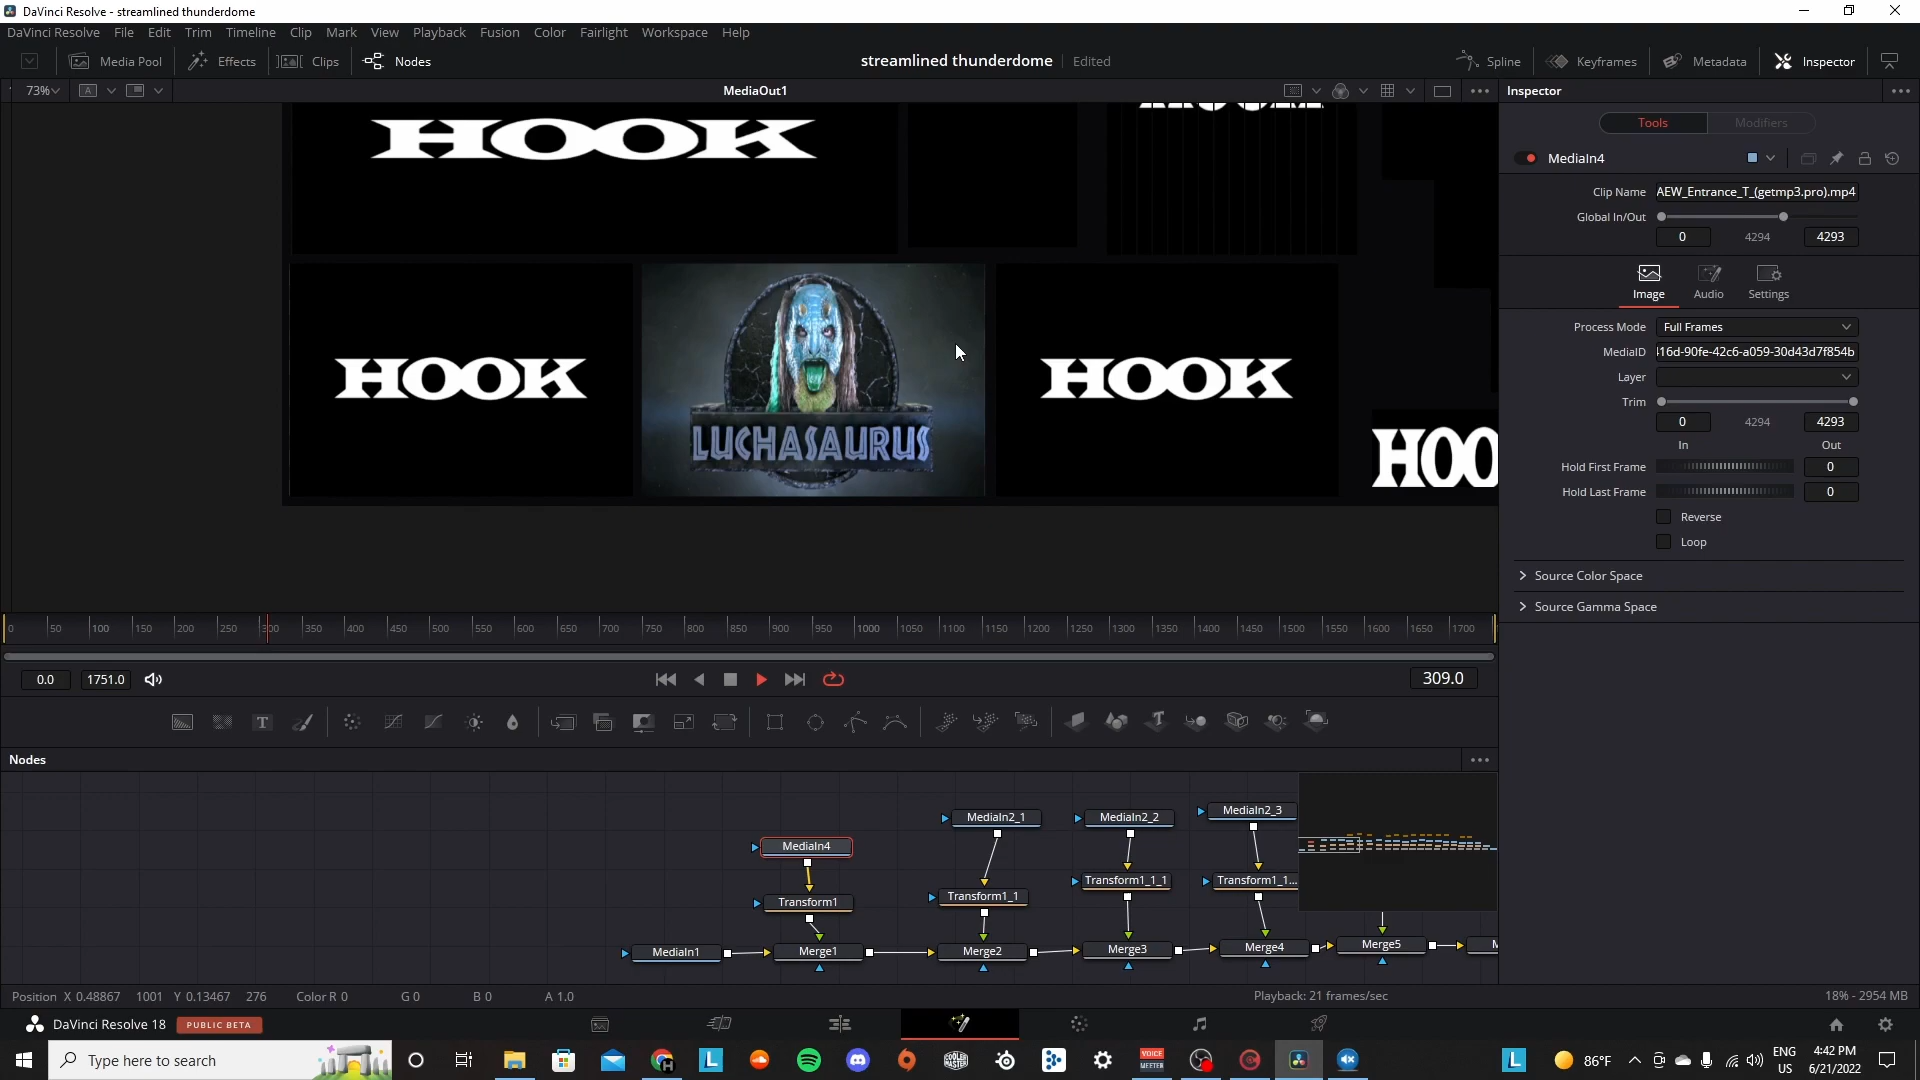 DaVinci Resolve - streamlined thunderdome
DaVinci Resolve File Edit Trim Timeline Clip Mark View Playback Fusion Color Fairlight Workspace Help
Media Pool Effects Clips Nodes streamlined thunderdome Edited Spline Keyframes Metadata Inspector
73% A MediaOut1 Inspector
Tools Modifiers
MediaIn4
Clip Name AEW_Entrance_T_(getmp3.pro).mp4
Global In/Out
0 4294 4293
Image Audio Settings
Process Mode Full Frames
MediaID 416d-90fe-42c6-a059-30d43d7f854b
Layer
Trim
0 4294 4293
In Out
Hold First Frame 0
Hold Last Frame 0
Reverse
Loop
Source Color Space
Source Gamma Space
HOOK
HOOK
LUCHASAURUS
HOOK
HOO
0 50 100 150 200 250 300 350 400 450 500 550 600 650 700 750 800 850 900 950 1000 1050 1100 1150 1200 1250 1300 1350 1400 1450 1500 1550 1600 1650 1700
0.0 1751.0 309.0
T T
Nodes
MediaIn2_1 MediaIn2_2 MediaIn2_3
MediaIn4
Transform1 Transform1_1 Transform1_1_1 Transform1_1...
MediaIn1 Merge1 Merge2 Merge3 Merge4 Merge5 M
Position X 0.48867 1001 Y 0.13467 276 Color R 0 G 0 B 0 A 1.0 Playback: 21 frames/sec 18% - 2954 MB
DaVinci Resolve 18 PUBLIC BETA
Type here to search L VOICE MEETER L 86°F ENG US 4:42 PM 6/21/2022